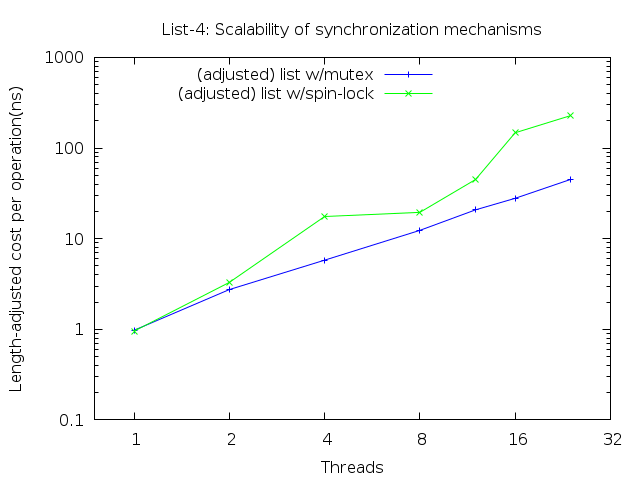 List-4: Scalability of synchronization mechanisms
(adjusted) list w/mutex
(adjusted) list w/spin-lock
Length-adjusted cost per operation(ns)
1000
100
10
1
0.1
1 2 4 8 16 32
Threads